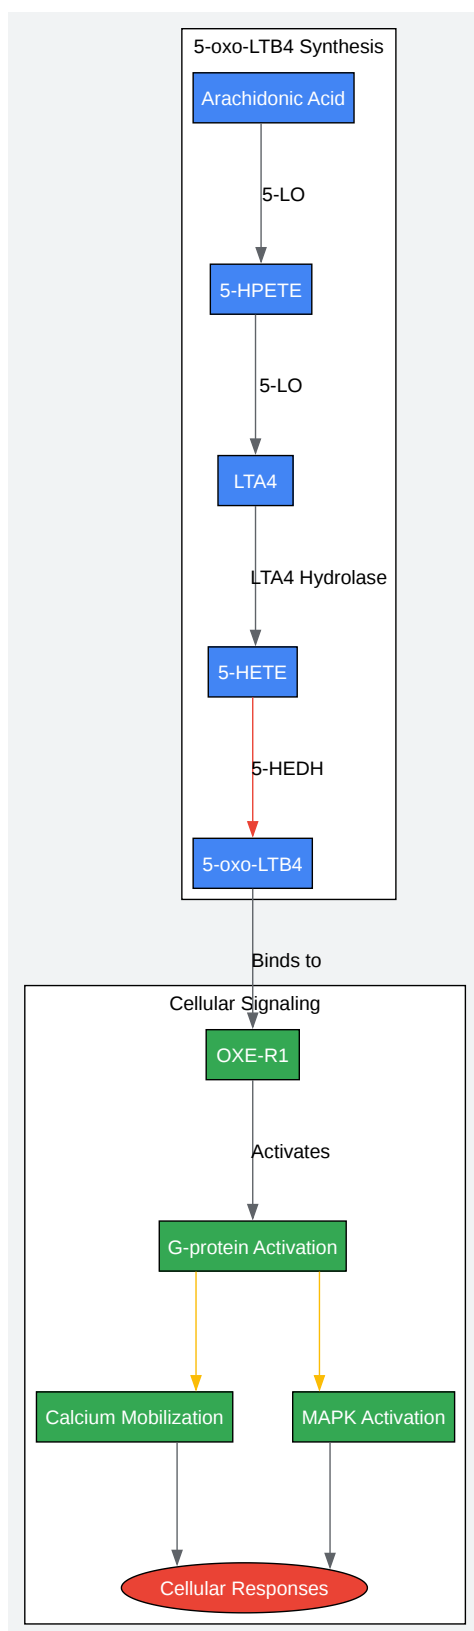 5-oxo-LTB4 Synthesis
Arachidonic Acid
5-LO
5-HPETE
5-LO
LTA4
LTA4 Hydrolase
5-HETE
5-HEDH
5-oxo-LTB4
Binds to
Cellular Signaling
OXE-R1
Activates
G-protein Activation
Calcium Mobilization
MAPK Activation
Cellular Responses